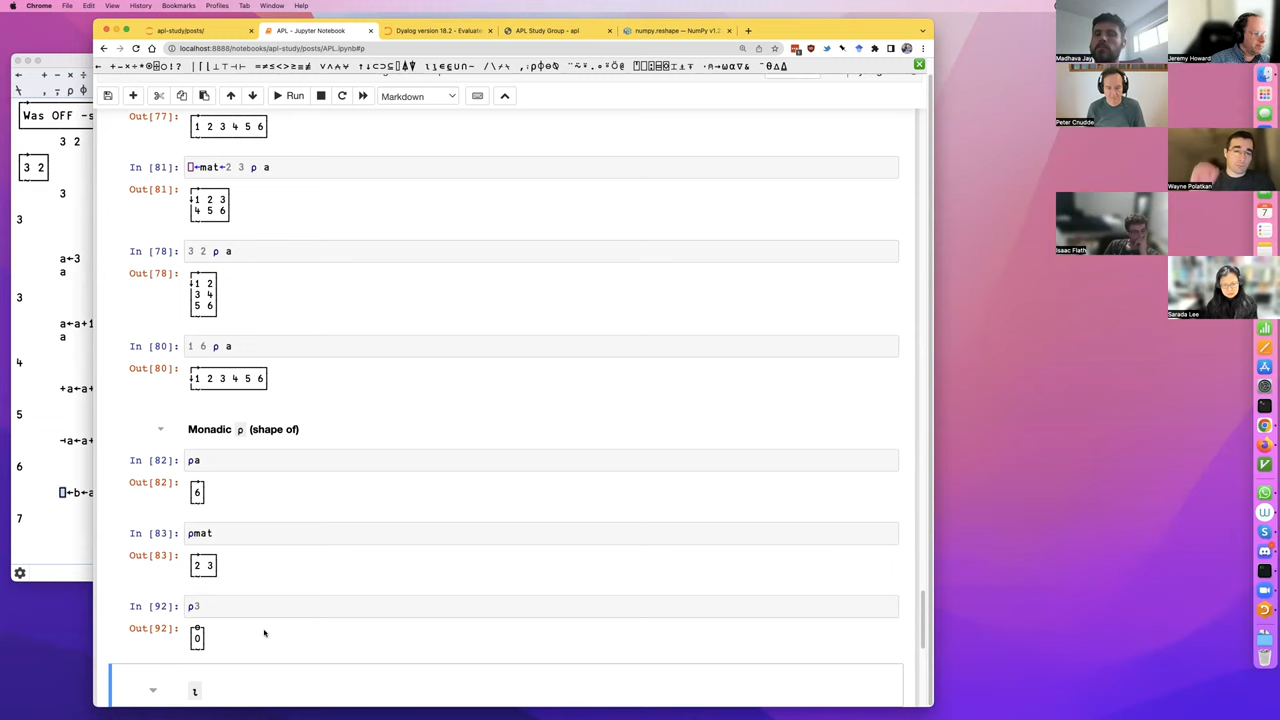 Chrome File Edit View History Bookmarks Profiles Tab Window Help
apl-study/posts/
APL - Jupyter Notebook
Dyalog version 18.2 - Evaluate
APL Study Group - apl
numpy.reshape — NumPy v1.2
localhost:8888/notebooks/apl-study/posts/APL.ipynb#ρ
Run
Markdown
Was OFF -s
3 2
3 2
3
3
a←3
a
3
a←a+1
a
4
+a←a+
5
⊣a←a+
6
⎕←b←a
7
Out[77]:
1 2 3 4 5 6
In [81]: ⎕←mat←2 3 ρ a
Out[81]:
1 2 3
4 5 6
In [78]: 3 2 ρ a
Out[78]:
1 2
3 4
5 6
In [80]: 1 6 ρ a
Out[80]:
1 2 3 4 5 6
Monadic ρ (shape of)
In [82]: ρa
Out[82]:
6
In [83]: ρmat
Out[83]:
2 3
In [92]: ρ3
Out[92]:
0
⍳
Madhava Jay
Jeremy Howard
Peter Cnudde
Wayne Polatkan
Isaac Flath
Sarada Lee
7